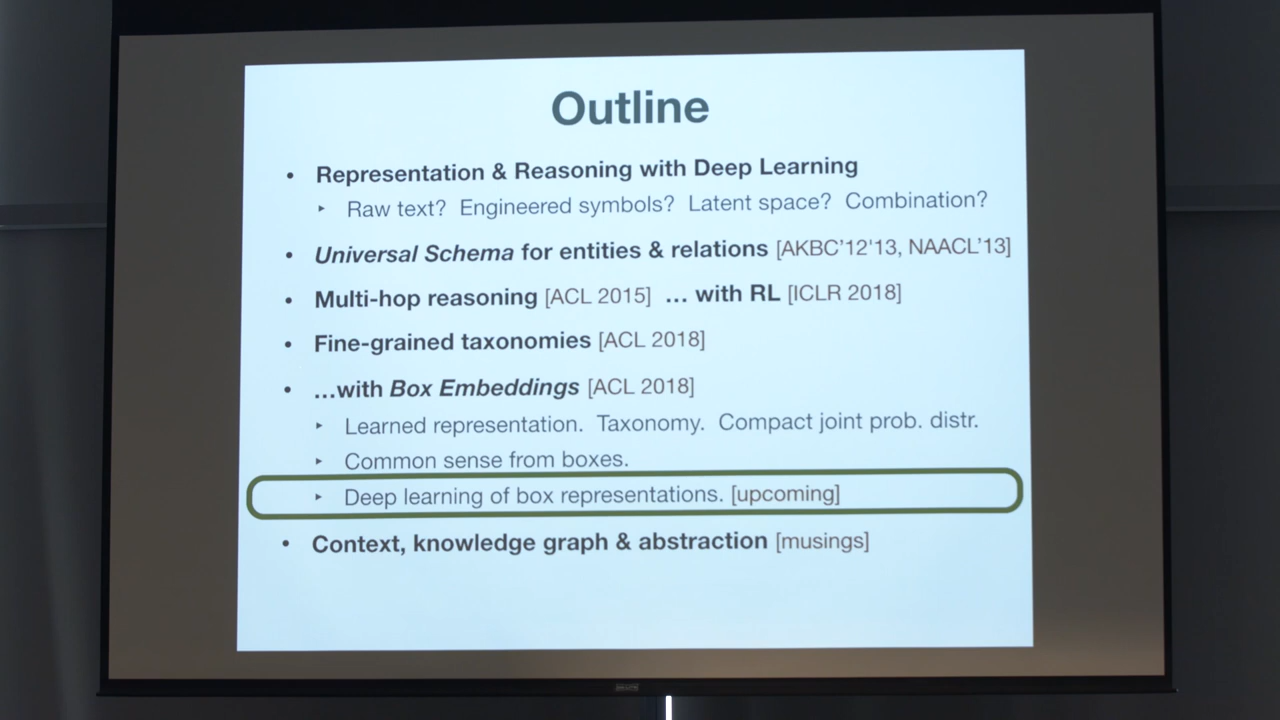 Outline
• Representation & Reasoning with Deep Learning
‣ Raw text? Engineered symbols? Latent space? Combination?
• Universal Schema for entities & relations [AKBC’12'13, NAACL’13]
• Multi-hop reasoning [ACL 2015] … with RL [ICLR 2018]
• Fine-grained taxonomies [ACL 2018]
• …with Box Embeddings [ACL 2018]
‣ Learned representation. Taxonomy. Compact joint prob. distr.
‣ Common sense from boxes.
‣ Deep learning of box representations. [upcoming]
• Context, knowledge graph & abstraction [musings]